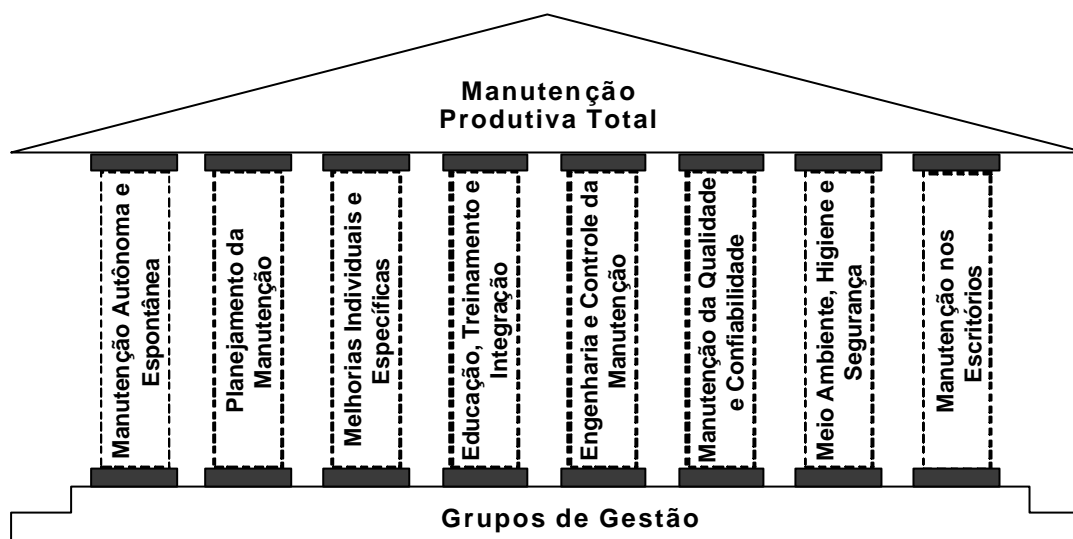 Manutenção
Produtiva Total
Manutenção Autônoma e
Espontânea
Planejamento da
Manutenção
Melhorias Individuais e
Específicas
Educação, Treinamento e
Integração
Engenharia e Controle da
Manutenção
Manutenção da Qualidade
e Confiabilidade
Meio Ambiente, Higiene e
Segurança
Manutenção nos
Escritórios
Grupos de Gestão